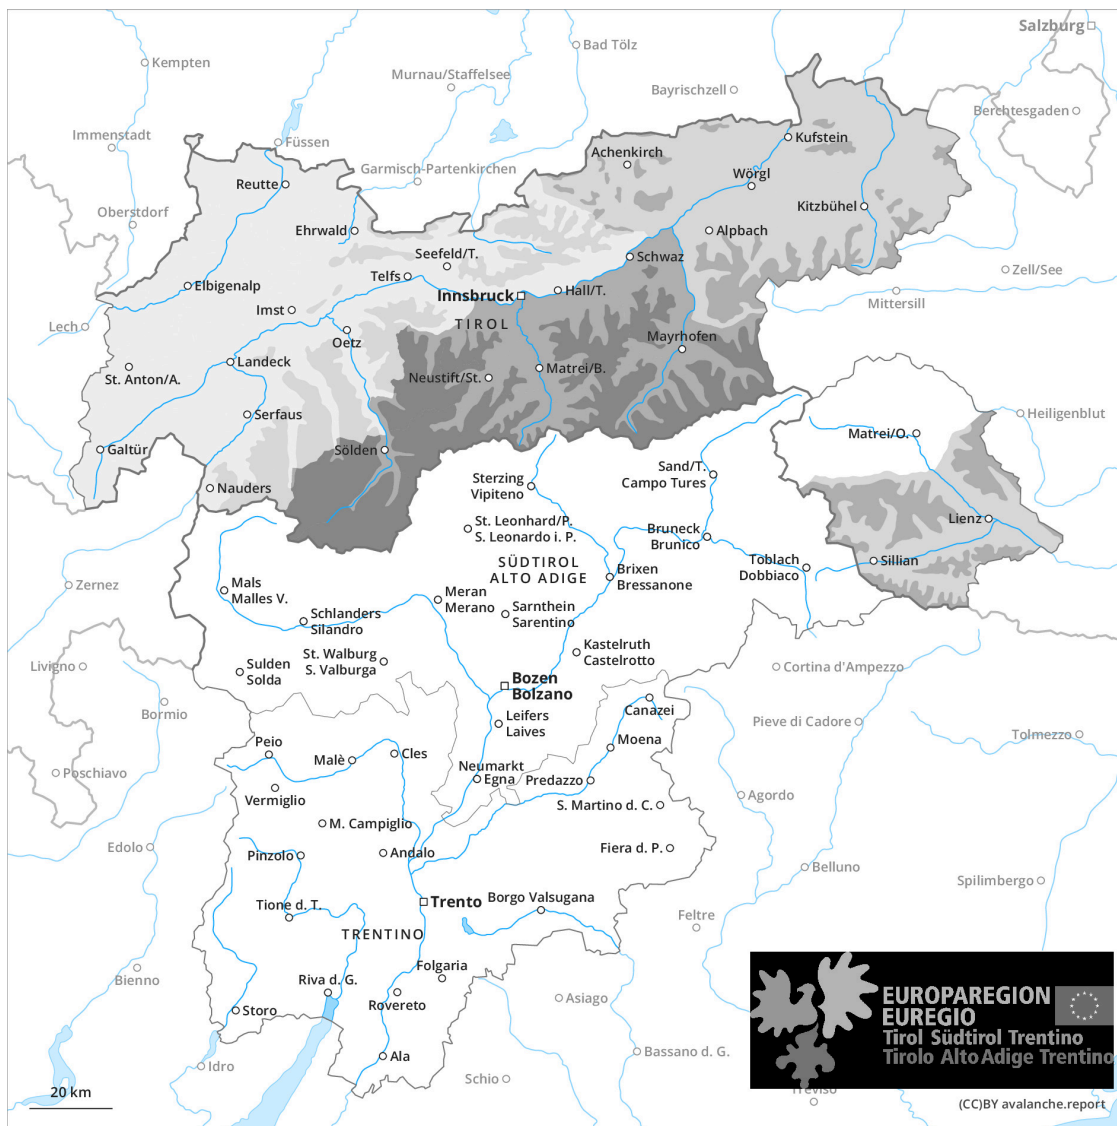 Salzburg
Bad Tölz
Kempten
Murnau/Staffelsee
Bayrischzell
Berchtesgaden
Immenstadt
Füssen
Kufstein
Achenkirch
Garmisch-Partenkirchen
Wörgl
Reutte
Oberstdorf
Kitzbühel
Ehrwald
Alpbach
Seefeld/T.
Schwaz
Telfs
Zell/See
Elbigenalp
Hall/T.
Innsbruck
Mittersill
Imst
TIROL
Lech
Oetz
Mayrhofen
Landeck
St. Anton/A.
Matrei/B.
Neustift/St.
Serfaus
Heiligenblut
Matrei/O.
Galtür
Sölden
Sand/T.
Campo Tures
Sterzing
Vipiteno
Nauders
Lienz
St. Leonhard/P.
S. Leonardo i. P.
Bruneck
Brunico
SÜDTIROL
ALTO ADIGE
Toblach
Dobbiaco
Sillian
Brixen
Bressanone
Zernez
Mals
Malles V.
Meran
Merano
Schlanders
Silandro
Sarnthein
Sarentino
Kastelruth
Castelrotto
St. Walburg
S. Valburga
Livigno
Sulden
Solda
Cortina d'Ampezzo
Bozen
Bolzano
Bormio
Canazei
Leifers
Laives
Pieve di Cadore
Tolmezzo
Peio
Moena
Cles
Malè
Neumarkt
Egna
Poschiavo
Predazzo
Vermiglio
Agordo
S. Martino d. C.
M. Campiglio
Edolo
Pinzolo
Andalo
Fiera d. P.
Belluno
Spilimbergo
Tione d. T.
Trento
Borgo Valsugana
Feltre
TRENTINO
Bienno
Folgaria
Riva d. G.
Rovereto
Asiago
Storo
EUROPAREGION
EUREGIO
Tirol Südtirol Trentino
Tirolo Alto Adige Trentino
Ala
Idro
Bassano d. G.
Schio
Treviso
20 km
(CC)BY avalanche.report